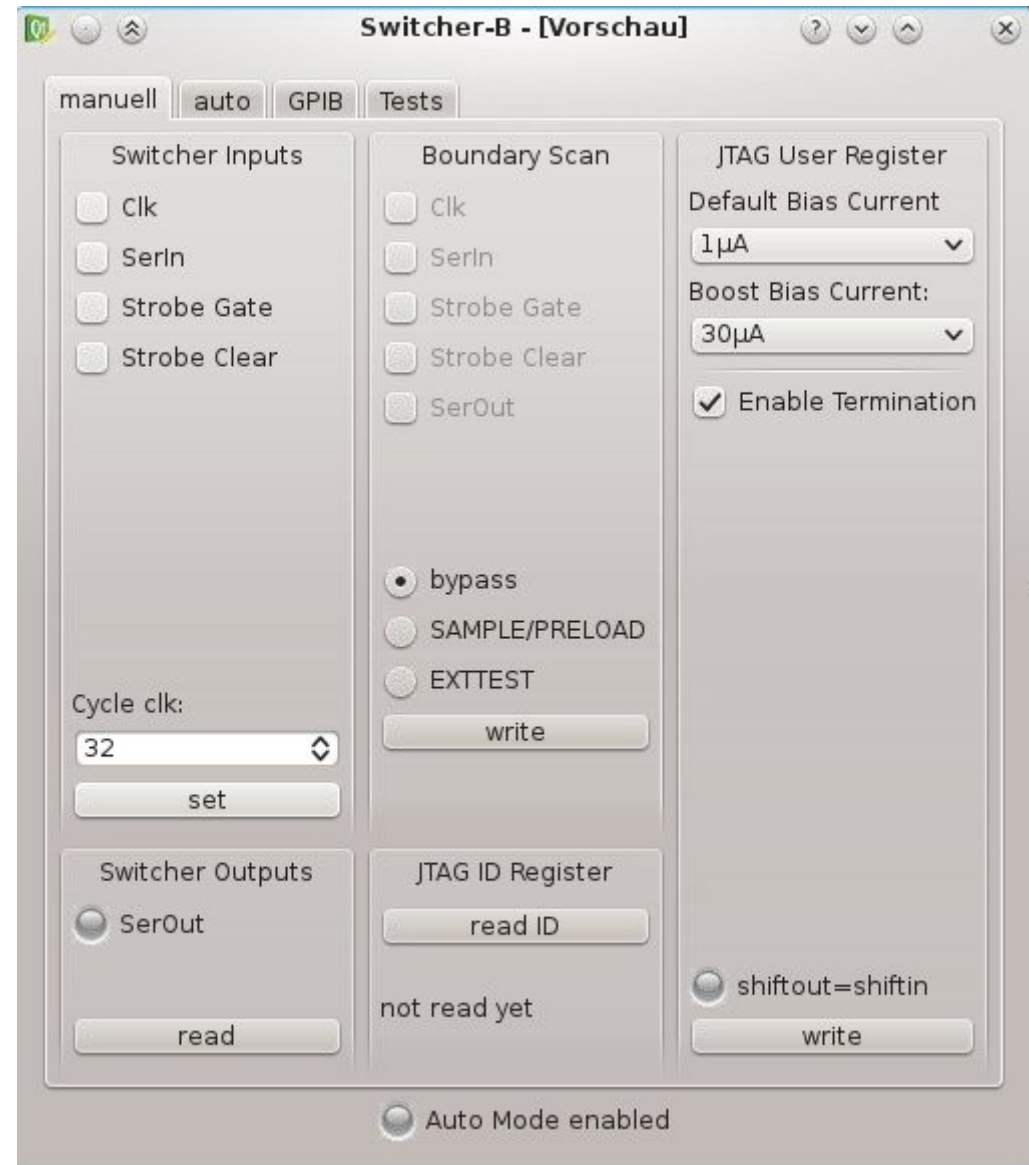 Switcher-B - [Vorschau]
manuell auto GPIB Tests
Switcher Inputs
Clk
SerIn
Strobe Gate
Strobe Clear
Cycle clk:
32
set
Switcher Outputs
SerOut
read
Boundary Scan
Clk
SerIn
Strobe Gate
Strobe Clear
SerOut
bypass
SAMPLE/PRELOAD
EXTTEST
write
JTAG ID Register
read ID
not read yet
JTAG User Register
Default Bias Current
1µA
Boost Bias Current:
30µA
Enable Termination
shiftout=shiftin
write
Auto Mode enabled